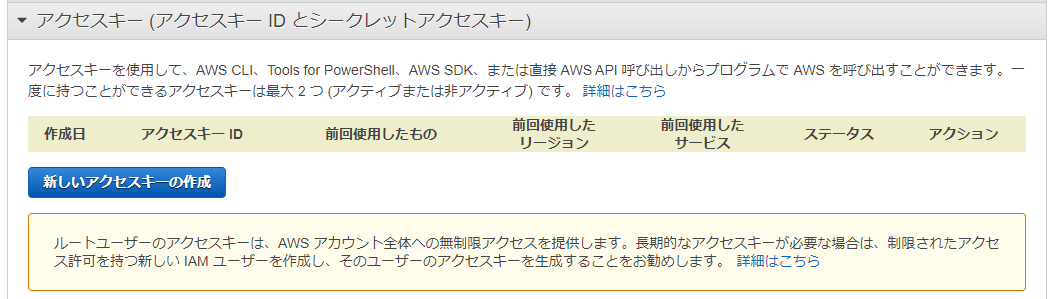 アクセスキー (アクセスキー ID とシークレットアクセスキー)
アクセスキーを使用して、AWS CLI、Tools for PowerShell、AWS SDK、または直接 AWS API 呼び出しからプログラムで AWS を呼び出すことができます。一
度に持つことができるアクセスキーは最大 2 つ (アクティブまたは非アクティブ) です。 詳細はこちら
作成日 アクセスキー ID 前回使用したもの 前回使用した リージョン 前回使用した サービス ステータス アクション
新しいアクセスキーの作成
ルートユーザーのアクセスキーは、AWS アカウント全体への無制限アクセスを提供します。長期的なアクセスキーが必要な場合は、制限されたアクセ
ス許可を持つ新しい IAM ユーザーを作成し、そのユーザーのアクセスキーを生成することをお勧めします。 詳細はこちら